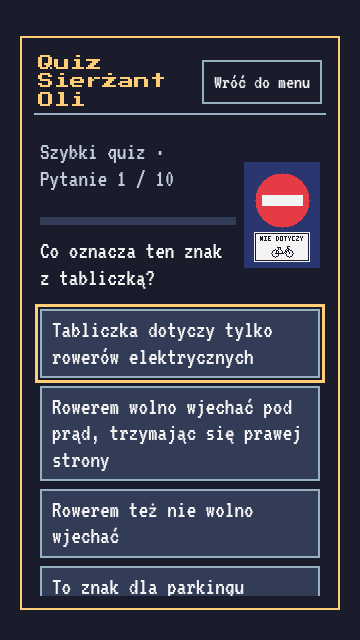 Quiz
Sierżant
Oli
Wróć do menu
Szybki quiz ·
Pytanie 1 / 10
NIE DOTYCZY
Co oznacza ten znak
z tabliczką?
Tabliczka dotyczy tylko
rowerów elektrycznych
Rowerem wolno wjechać pod
prąd, trzymając się prawej
strony
Rowerem też nie wolno
wjechać
To znak dla parkingu